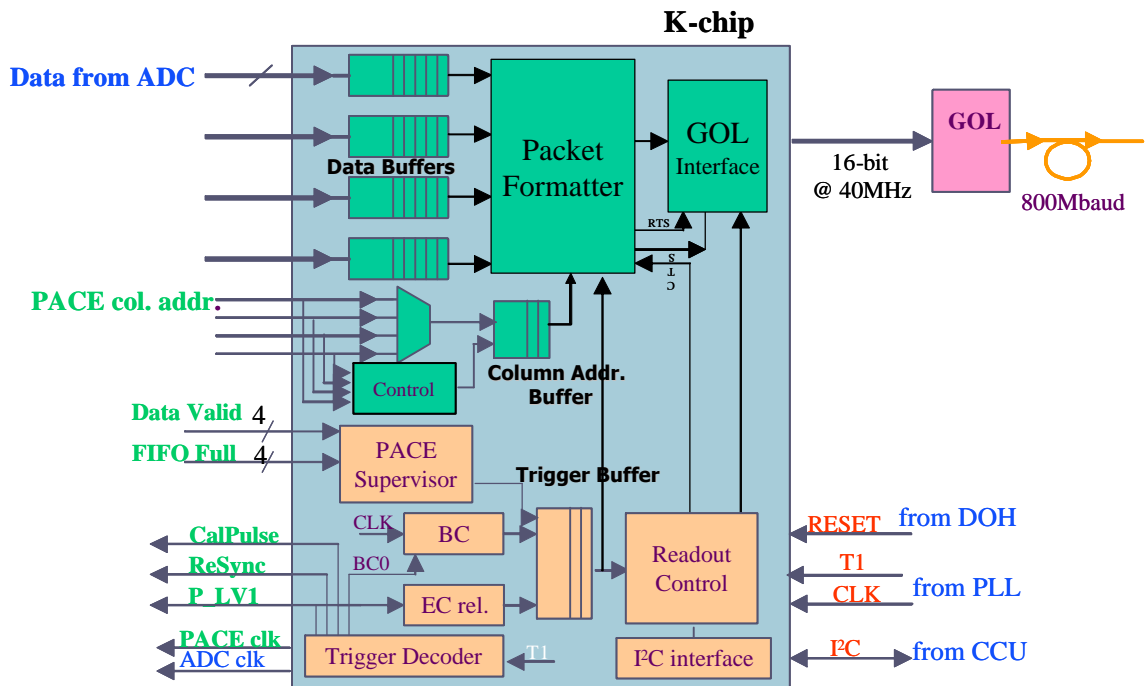 K-chip
Data from ADC
Data Buffers
Packet
Formatter
GOL
Interface
RTS
C
T
S
16-bit
@ 40MHz
GOL
800Mbaud
PACE col. addr.
Control
Column Addr.
Buffer
Data Valid 4
FIFO Full 4
PACE
Supervisor
Trigger Buffer
CLK
BC
BC0
EC rel.
Readout
Control
CalPulse
ReSync
P_LV1
PACE clk
ADC clk
Trigger Decoder
T1
I²C interface
RESET from DOH
T1
CLK
from PLL
I²C from CCU